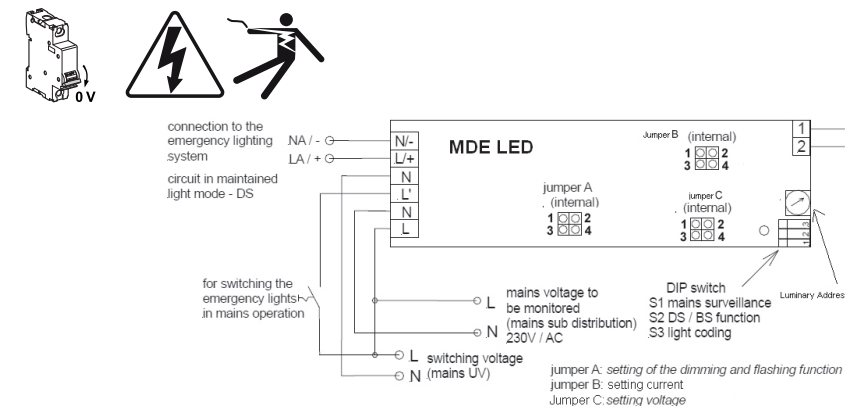 0 V
connection to the
emergency lighting
system
NA / -
LA / +
circuit in maintained
light mode - DS
N/-
L/+
N
L'
N
L
MDE LED
Jumper B (internal)
1 2
3 4
jumper A
(internal)
1 2
3 4
jumper C
(internal)
1 2
3 4
1
2
1 2 3
for switching the
emergency lights
in mains operation
L
N
mains voltage to
be monitored
(mains sub distribution)
230V / AC
L
N
switching voltage
(mains UV)
DIP switch
S1 mains surveillance
S2 DS / BS function
S3 light coding
Luminary Addres
jumper A: setting of the dimming and flashing function
jumper B: setting current
Jumper C: setting voltage